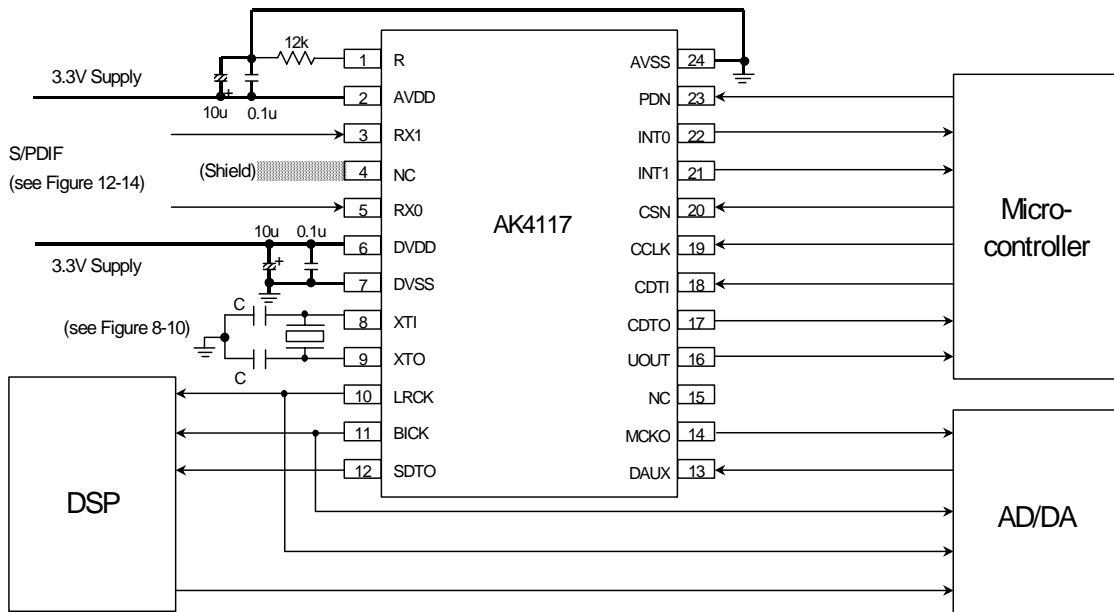 12k
1 R
AVSS 24
3.3V Supply
2 AVDD
PDN 23
10u + 0.1u
3 RX1
INT0 22
S/PDIF
(see Figure 12-14)
(Shield) 4 NC
INT1 21
5 RX0
CSN 20
AK4117
Micro-
controller
10u + 0.1u
6 DVDD
CCLK 19
3.3V Supply
7 DVSS
CDTI 18
C
(see Figure 8-10)
8 XTI
CDTO 17
9 XTO
UOUT 16
C
10 LRCK
NC 15
11 BICK
MCKO 14
12 SDTO
DAUX 13
DSP
AD/DA